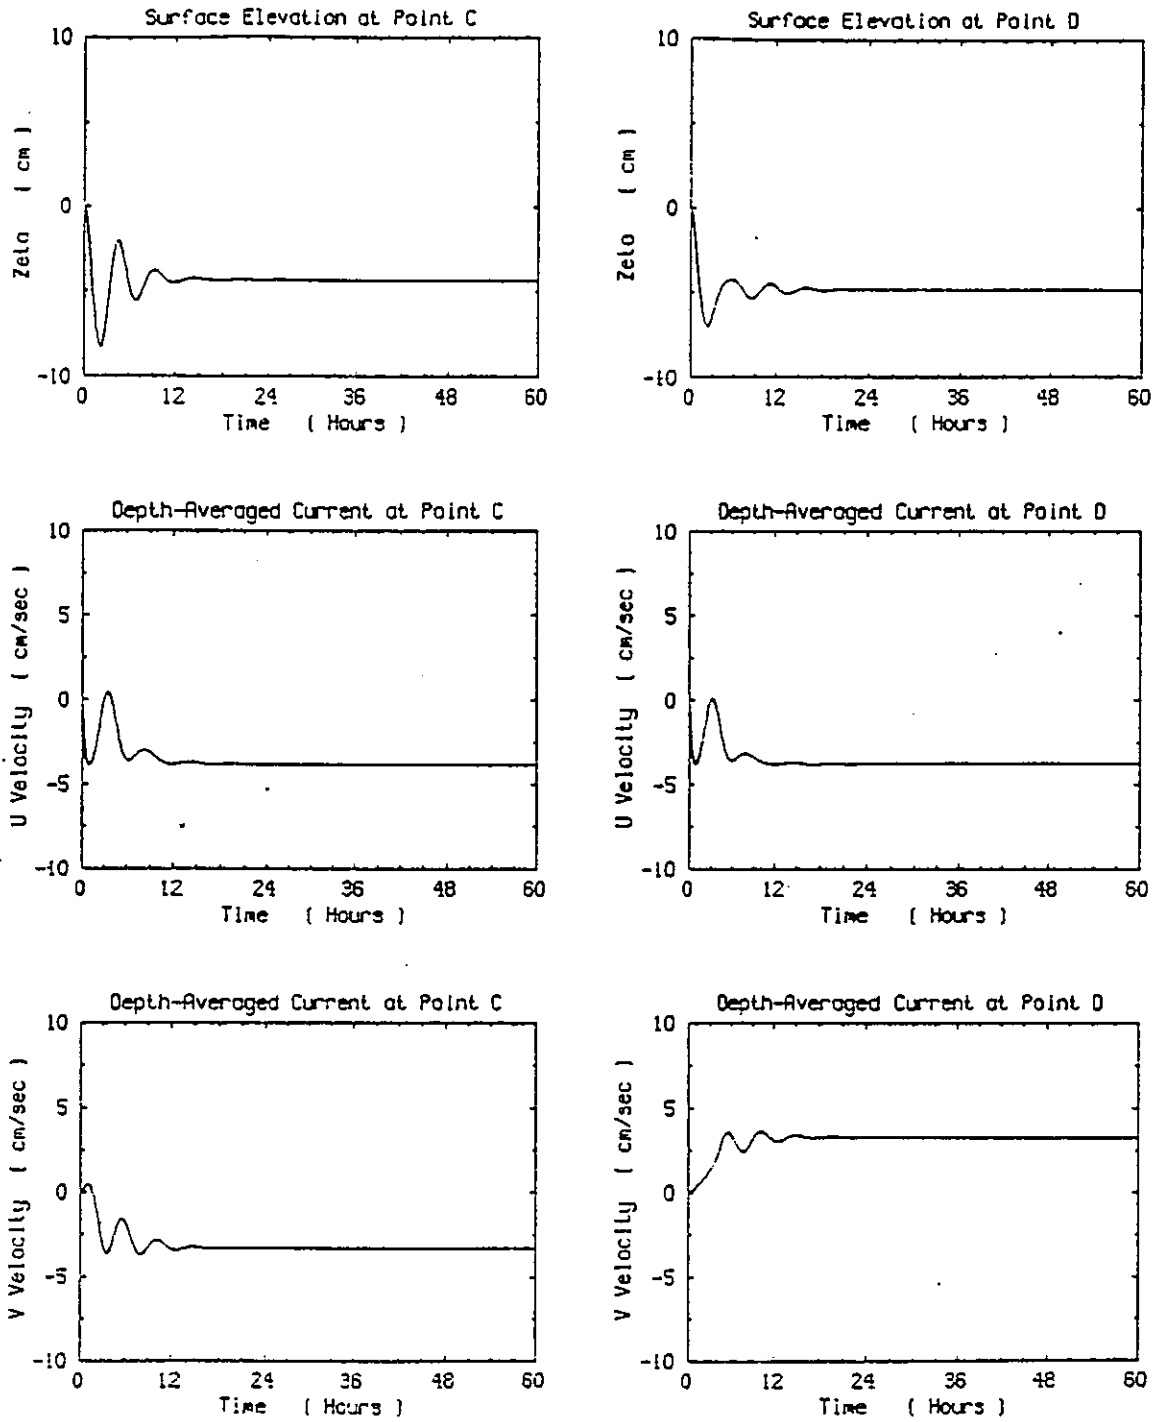 Surface Elevation at Point C
10
0
-10
Zeta ( cm )
0 12 24 36 48 60
Time ( Hours )
Surface Elevation at Point D
10
0
-10
Zeta ( cm )
0 12 24 36 48 60
Time ( Hours )
Depth-Averaged Current at Point C
10
5
0
-5
-10
U Velocity ( cm/sec )
0 12 24 36 48 60
Time ( Hours )
Depth-Averaged Current at Point D
10
5
0
-5
-10
U Velocity ( cm/sec )
0 12 24 36 48 60
Time ( Hours )
Depth-Averaged Current at Point C
10
5
0
-5
-10
V Velocity ( cm/sec )
0 12 24 36 48 60
Time ( Hours )
Depth-Averaged Current at Point D
10
5
0
-5
-10
V Velocity ( cm/sec )
0 12 24 36 48 60
Time ( Hours )